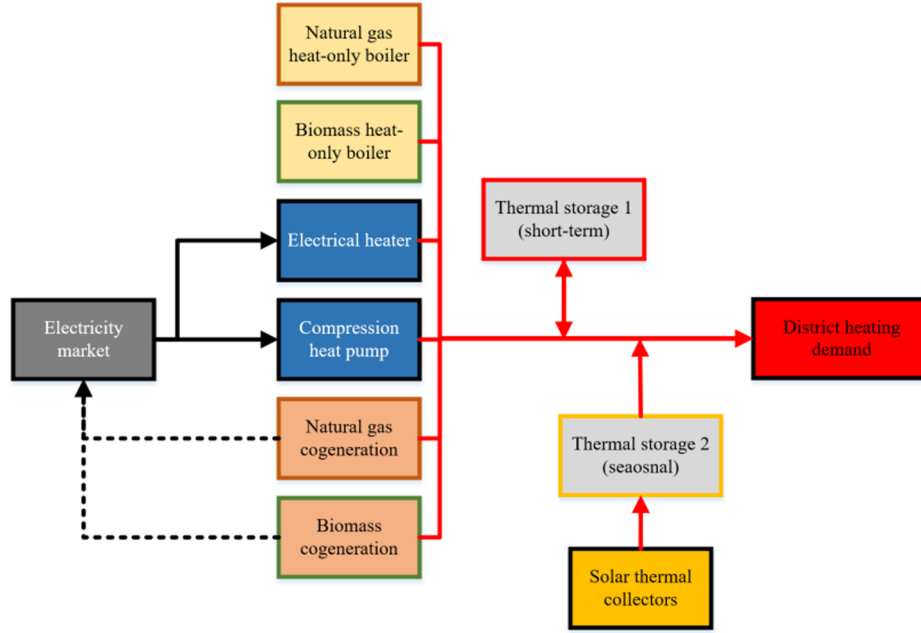 Natural gas
heat-only boiler
Biomass heat-
only boiler
Thermal storage 1
(short-term)
Electrical heater
Electricity
market
Compression
heat pump
District heating
demand
Natural gas
cogeneration
Thermal storage 2
(seaosnal)
Biomass
cogeneration
Solar thermal
collectors